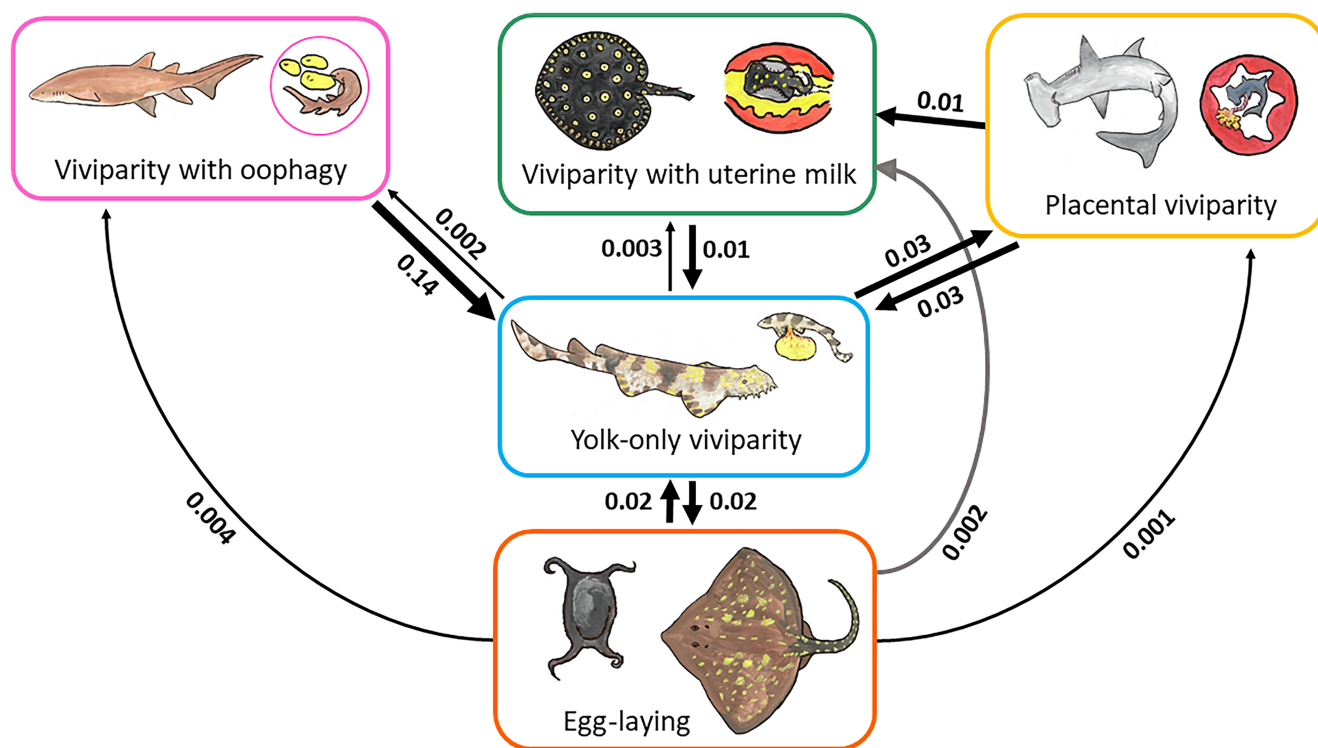 Viviparity with oophagy
Viviparity with uterine milk
Placental viviparity
0.01
0.002
0.14
0.003
0.01
0.03
0.03
Yolk-only viviparity
0.02
0.02
0.004
0.002
0.001
Egg-laying